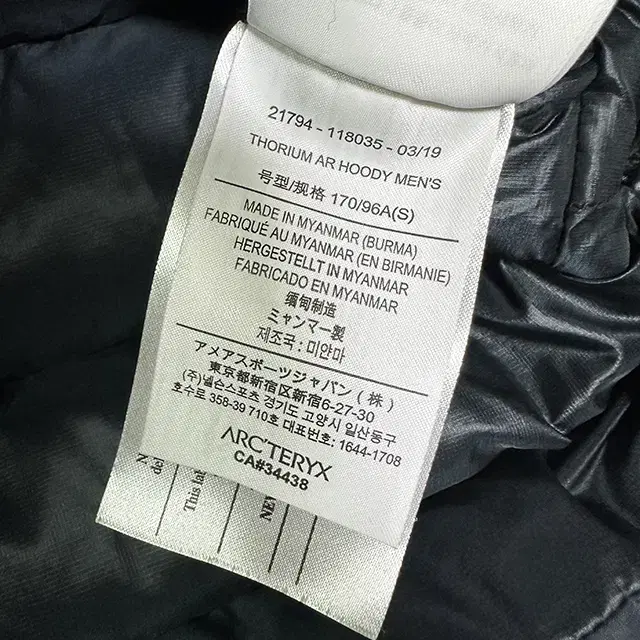 21794 - 118035 - 03/19
THORIUM AR HOODY MEN'S
号型/规格 170/96A(S)
MADE IN MYANMAR (BURMA)
FABRIQUÉ AU MYANMAR (EN BIRMANIE)
HERGESTELLT IN MYANMAR
FABRICADO EN MYANMAR
缅甸制造
ミャンマー製
제조국: 미얀마
アメアスポーツジャパン（株）
東京都新宿区新宿6-27-30
(주)넬슨스포츠 경기도 고양시 일산동구
호수로 358-39 710호 대표번호: 1644-1708
ARC'TERYX
CA#34438
This